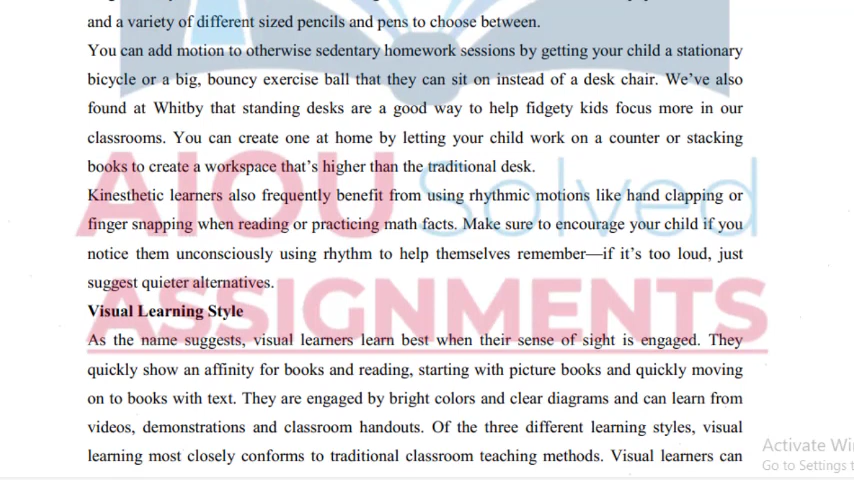 and a variety of different sized pencils and pens to choose between.
You can add motion to otherwise sedentary homework sessions by getting your child a stationary
bicycle or a big, bouncy exercise ball that they can sit on instead of a desk chair. We’ve also
found at Whitby that standing desks are a good way to help fidgety kids focus more in our
classrooms. You can create one at home by letting your child work on a counter or stacking
books to create a workspace that’s higher than the traditional desk.
Kinesthetic learners also frequently benefit from using rhythmic motions like hand clapping or
finger snapping when reading or practicing math facts. Make sure to encourage your child if you
notice them unconsciously using rhythm to help themselves remember—if it’s too loud, just
suggest quieter alternatives.
Visual Learning Style
As the name suggests, visual learners learn best when their sense of sight is engaged. They
quickly show an affinity for books and reading, starting with picture books and quickly moving
on to books with text. They are engaged by bright colors and clear diagrams and can learn from
videos, demonstrations and classroom handouts. Of the three different learning styles, visual
learning most closely conforms to traditional classroom teaching methods. Visual learners can
AIOU Solved
ASSIGNMENTS
Activate Wi
Go to Settings t